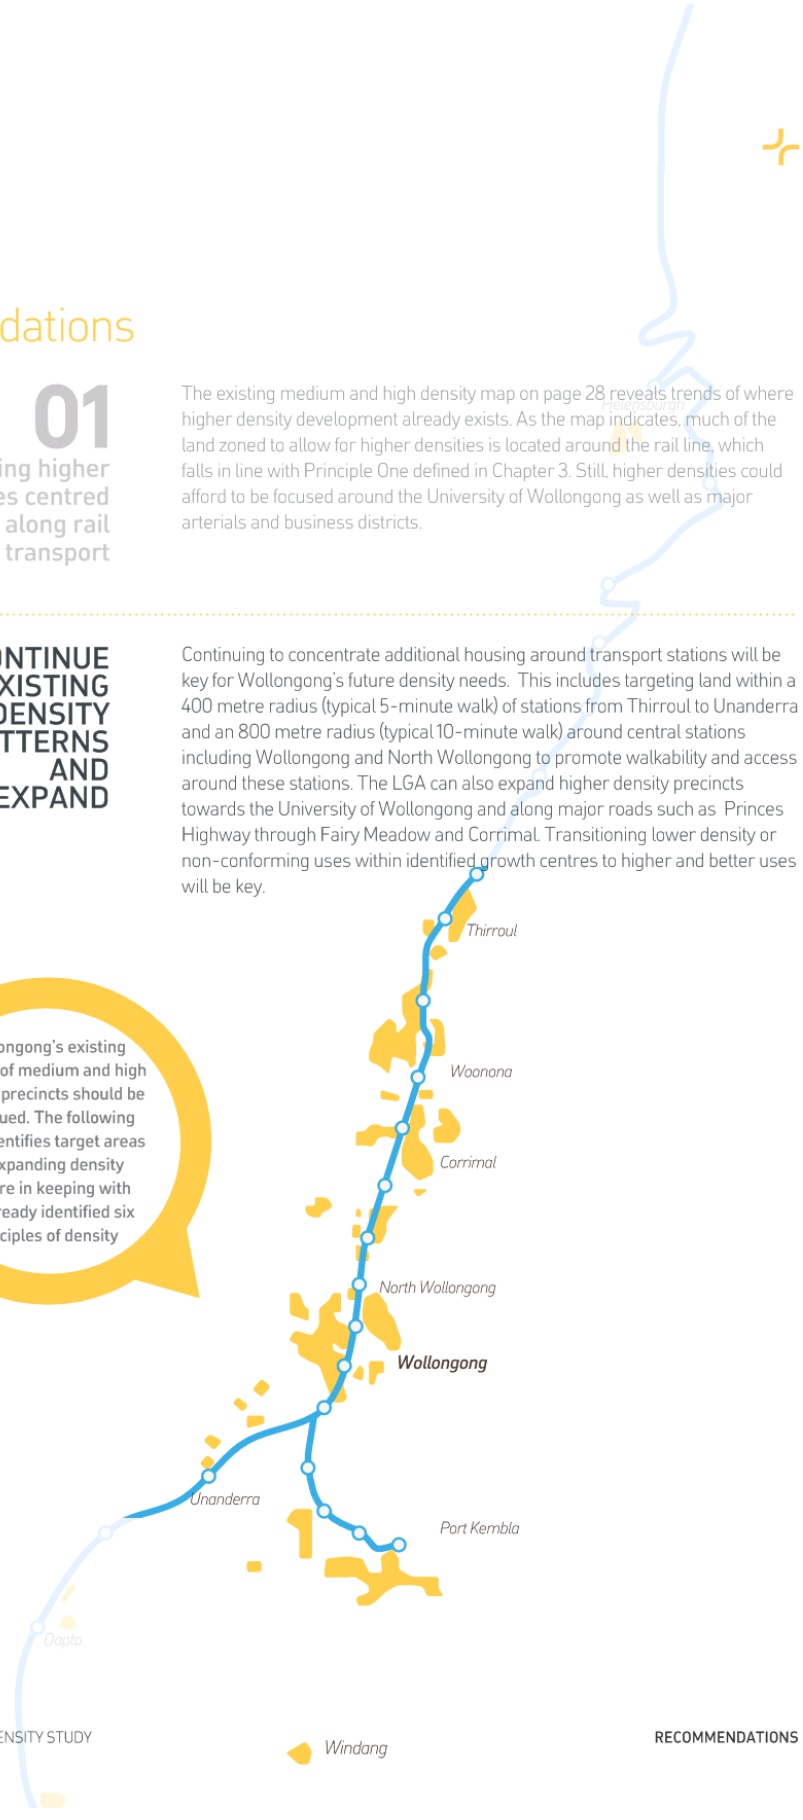 dations
01
ing higher
es centred
along rail
transport
The existing medium and high density map on page 28 reveals trends of where
higher density development already exists. As the map indicates, much of the
land zoned to allow for higher densities is located around the rail line, which
falls in line with Principle One defined in Chapter 3. Still, higher densities could
afford to be focused around the University of Wollongong as well as major
arterials and business districts.
Helensburgh
ONTINUE
XISTING
DENSITY
TTERNS
AND
EXPAND
Continuing to concentrate additional housing around transport stations will be
key for Wollongong's future density needs.  This includes targeting land within a
400 metre radius (typical 5-minute walk) of stations from Thirroul to Unanderra
and an 800 metre radius (typical 10-minute walk) around central stations
including Wollongong and North Wollongong to promote walkability and access
around these stations. The LGA can also expand higher density precincts
towards the University of Wollongong and along major roads such as  Princes
Highway through Fairy Meadow and Corrimal. Transitioning lower density or
non-conforming uses within identified growth centres to higher and better uses
will be key.
ongong's existing
of medium and high
precincts should be
ued. The following
entifies target areas
xpanding density
re in keeping with
ready identified six
ciples of density
Thirroul
Woonona
Corrimal
North Wollongong
Wollongong
Unanderra
Port Kembla
Dapto
Windang
ENSITY STUDY
RECOMMENDATIONS